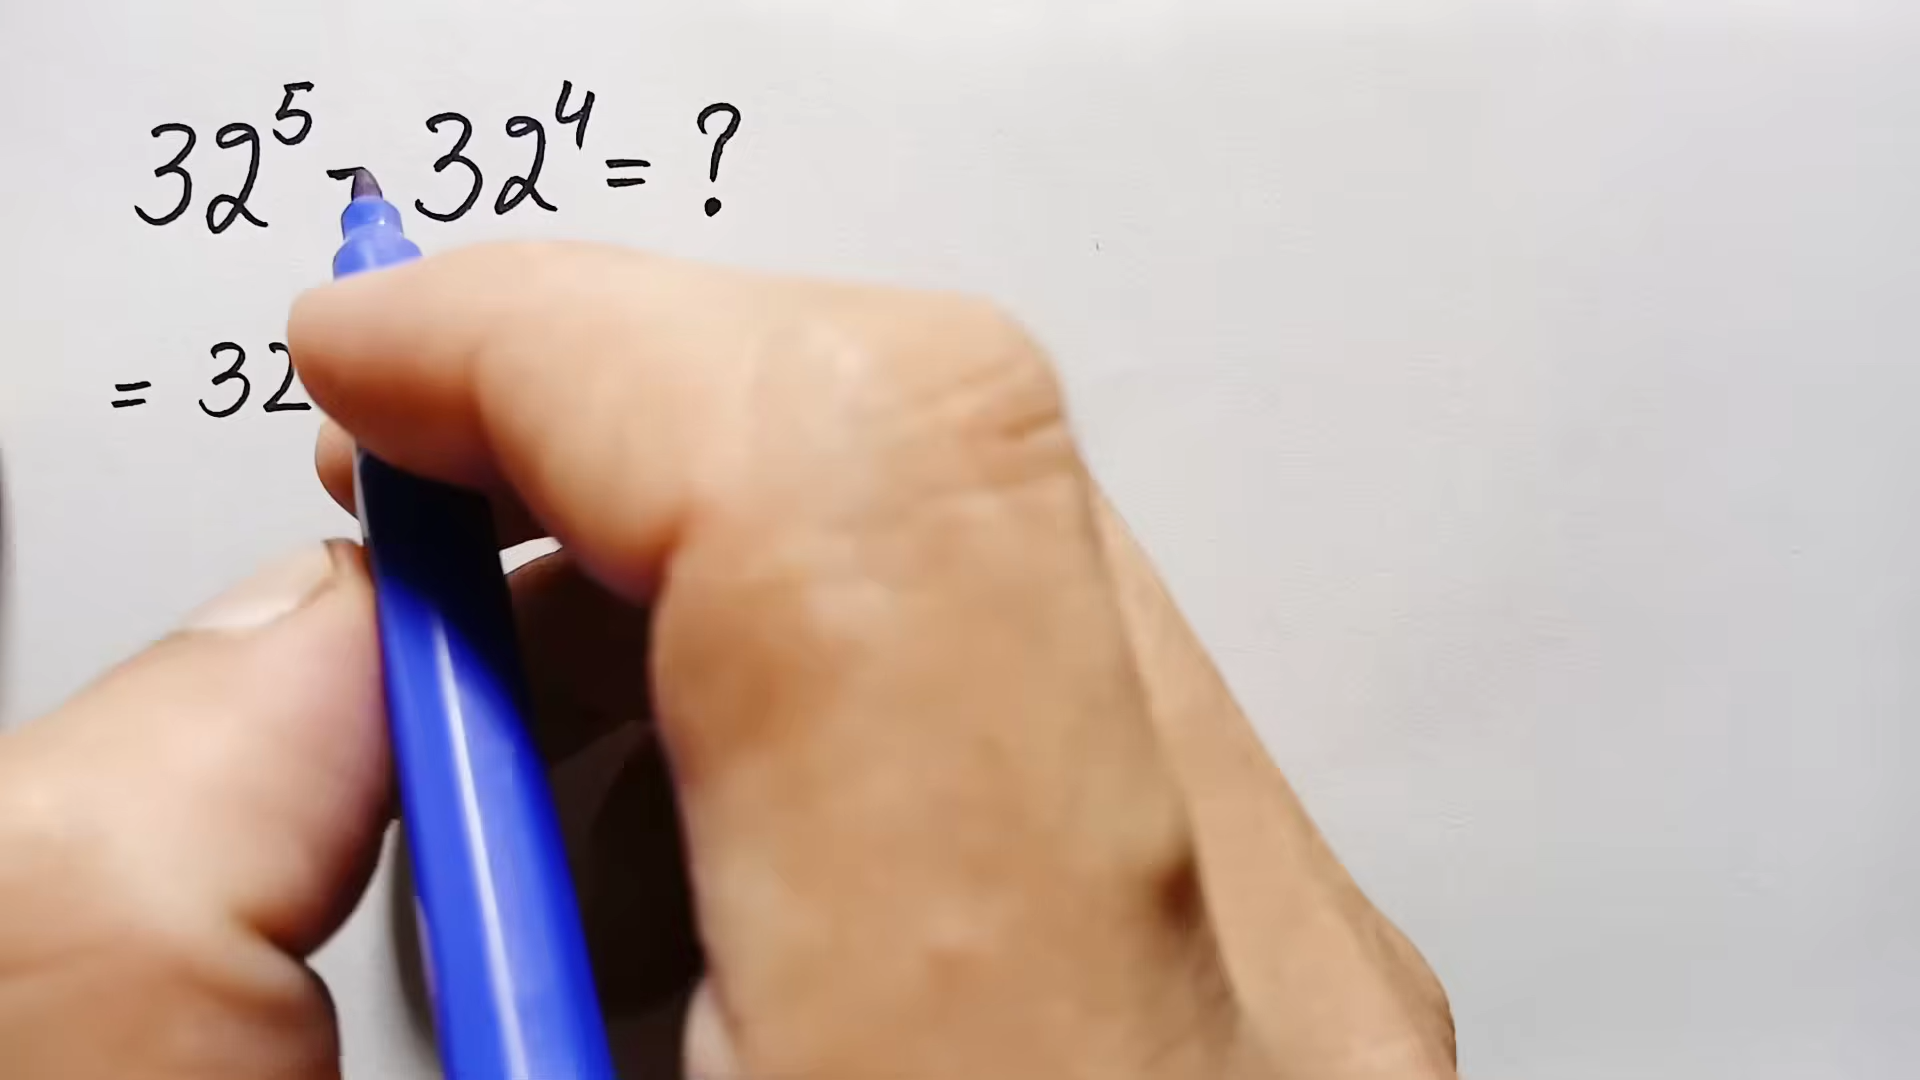 32⁵ - 32⁴ = ?
= 32